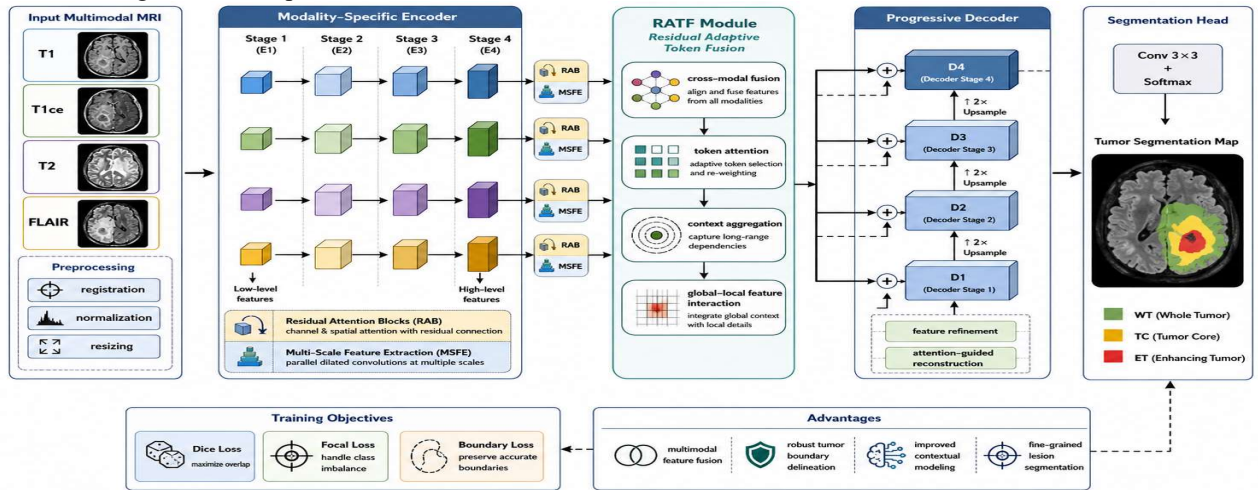 Input Multimodal MRI
T1
T1ce
T2
FLAIR
Preprocessing
registration
normalization
resizing
Modality-Specific Encoder
Stage 1
(E1)
Stage 2
(E2)
Stage 3
(E3)
Stage 4
(E4)
RAB
MSFE
RAB
MSFE
RAB
MSFE
RAB
MSFE
Low-level
features
High-level
features
Residual Attention Blocks (RAB)
channel & spatial attention with residual connection
Multi-Scale Feature Extraction (MSFE)
parallel dilated convolutions at multiple scales
RATF Module
Residual Adaptive
Token Fusion
cross-modal fusion
align and fuse features
from all modalities
token attention
adaptive token selection
and re-weighting
context aggregation
capture long-range
dependencies
global-local feature
interaction
integrate global context
with local details
Progressive Decoder
D4
(Decoder Stage 4)
↑ 2×
Upsample
D3
(Decoder Stage 3)
↑ 2×
Upsample
D2
(Decoder Stage 2)
↑ 2×
Upsample
D1
(Decoder Stage 1)
feature refinement
attention-guided
reconstruction
Segmentation Head
Conv 3×3
+
Softmax
Tumor Segmentation Map
WT (Whole Tumor)
TC (Tumor Core)
ET (Enhancing Tumor)
Training Objectives
Dice Loss
maximize overlap
Focal Loss
handle class
imbalance
Boundary Loss
preserve accurate
boundaries
Advantages
multimodal
feature fusion
robust tumor
boundary
delineation
improved
contextual
modeling
fine-grained
lesion
segmentation